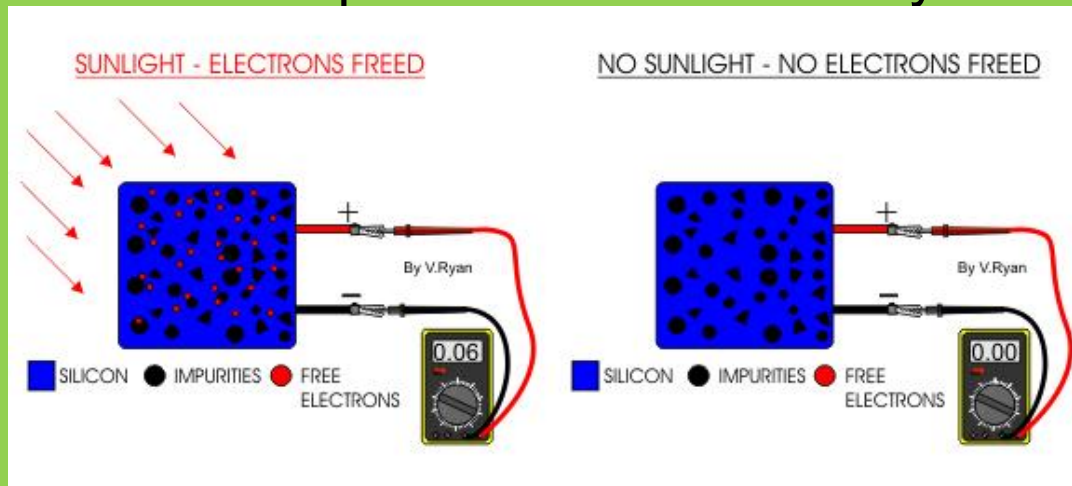 SUNLIGHT - ELECTRONS FREED
+
By V.Ryan
–
0.06
SILICON
IMPURITIES
FREE
ELECTRONS
NO SUNLIGHT - NO ELECTRONS FREED
+
By V.Ryan
–
0.00
SILICON
IMPURITIES
FREE
ELECTRONS